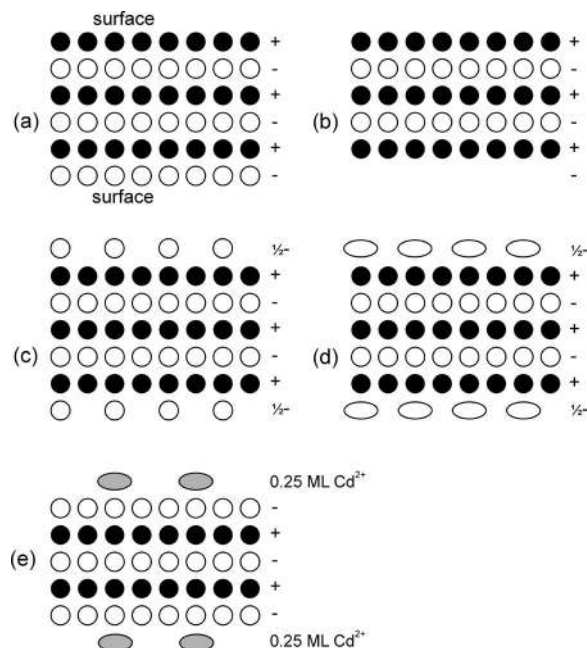 surface
+
-
+
(a) -
+
-
surface
+
-
+
(b) -
+
-
½-
+
-
+
(c) -
+
½-
½-
+
-
+
(d) -
+
½-
0.25 ML Cd²⁺
-
+
(e) -
+
-
0.25 ML Cd²⁺